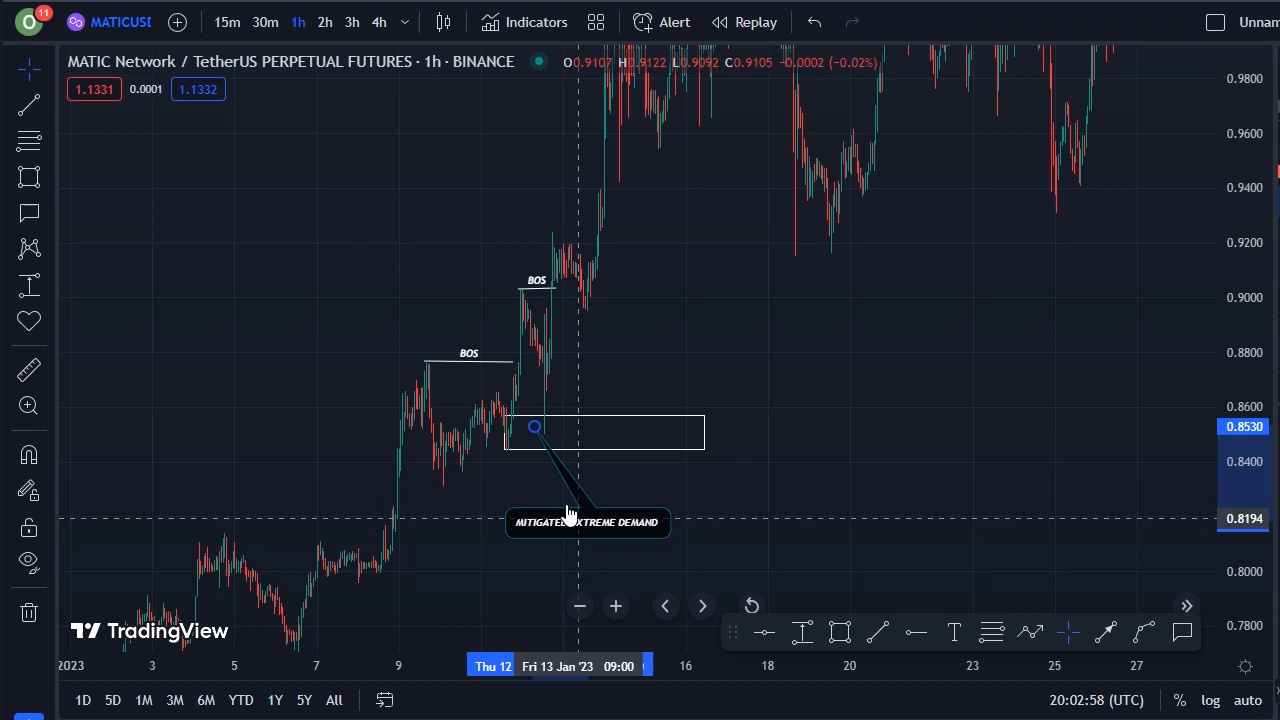 O 11 MATICUSI 15m 30m 1h 2h 3h 4h Indicators Alert Replay Unnam
MATIC Network / TetherUS PERPETUAL FUTURES · 1h · BINANCE O0.9107 H0.9122 L0.9092 C0.9105 −0.0002 (−0.02%)
1.1331 0.0001 1.1332
0.9800
0.9600
0.9400
0.9200
BOS
0.9000
BOS
0.8800
0.8600
0.8530
0.8400
MITIGATED EXTREME DEMAND
0.8194
0.8000
0.7800
TradingView
2023 3 5 7 9 Thu 12 Fri 13 Jan '23 09:00 16 18 20 23 25 27
1D 5D 1M 3M 6M YTD 1Y 5Y All 20:02:58 (UTC) % log auto